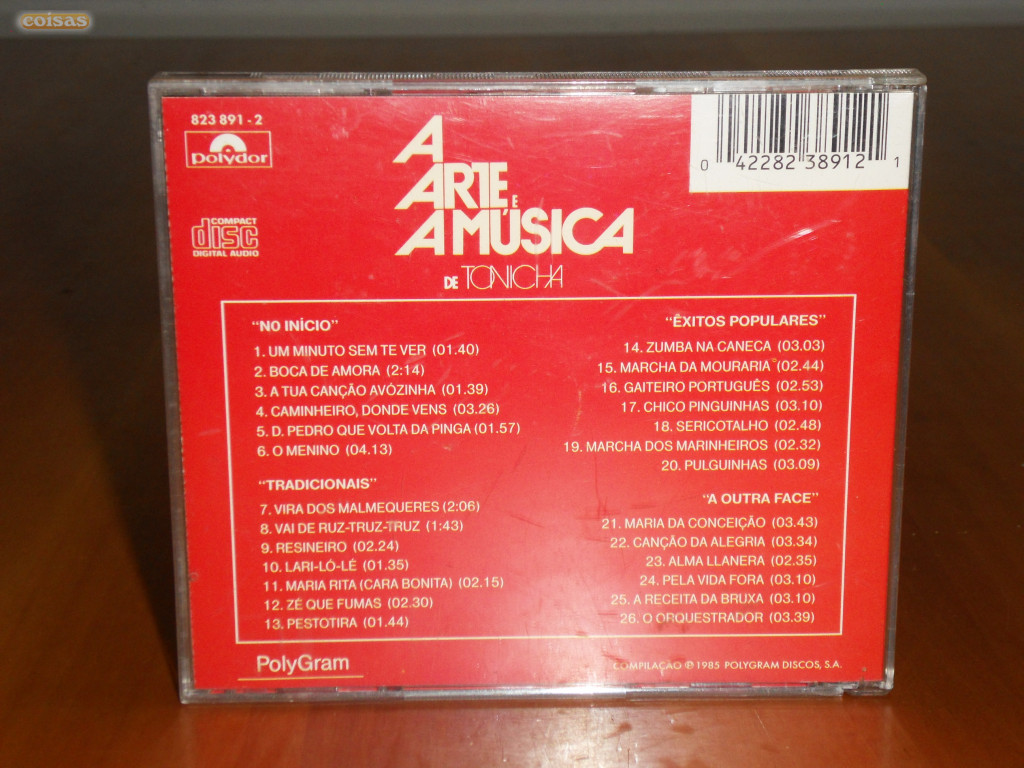 coisas
823 891 - 2
polydor
COMPACT
disc
DIGITAL AUDIO
A
ARTE E
A MÚSICA
DE TONICHA
0 42282 38912 1
"NO INÍCIO"
1. UM MINUTO SEM TE VER (01.40)
2. BOCA DE AMORA (2:14)
3. A TUA CANÇÃO AVÓZINHA (01.39)
4. CAMINHEIRO, DONDE VENS (03.26)
5. D. PEDRO QUE VOLTA DA PINGA (01.57)
6. O MENINO (04.13)
"TRADICIONAIS"
7. VIRA DOS MALMEQUERES (2:06)
8. VAI DE RUZ-TRUZ-TRUZ (1:43)
9. RESINEIRO (02.24)
10. LARI-LÓ-LÉ (01.35)
11. MARIA RITA (CARA BONITA) (02.15)
12. ZÉ QUE FUMAS (02.30)
13. PESTOTIRA (01.44)
"ÊXITOS POPULARES"
14. ZUMBA NA CANECA (03.03)
15. MARCHA DA MOURARIA (02.44)
16. GAITEIRO PORTUGUÊS (02.53)
17. CHICO PINGUINHAS (03.10)
18. SERICOTALHO (02.48)
19. MARCHA DOS MARINHEIROS (02.32)
20. PULGUINHAS (03.09)
"A OUTRA FACE"
21. MARIA DA CONCEIÇÃO (03.43)
22. CANÇÃO DA ALEGRIA (03.34)
23. ALMA LLANERA (02.35)
24. PELA VIDA FORA (03.10)
25. A RECEITA DA BRUXA (03.10)
26. O ORQUESTRADOR (03.39)
PolyGram
COMPILAÇÃO ℗ 1985 POLYGRAM DISCOS, S.A.